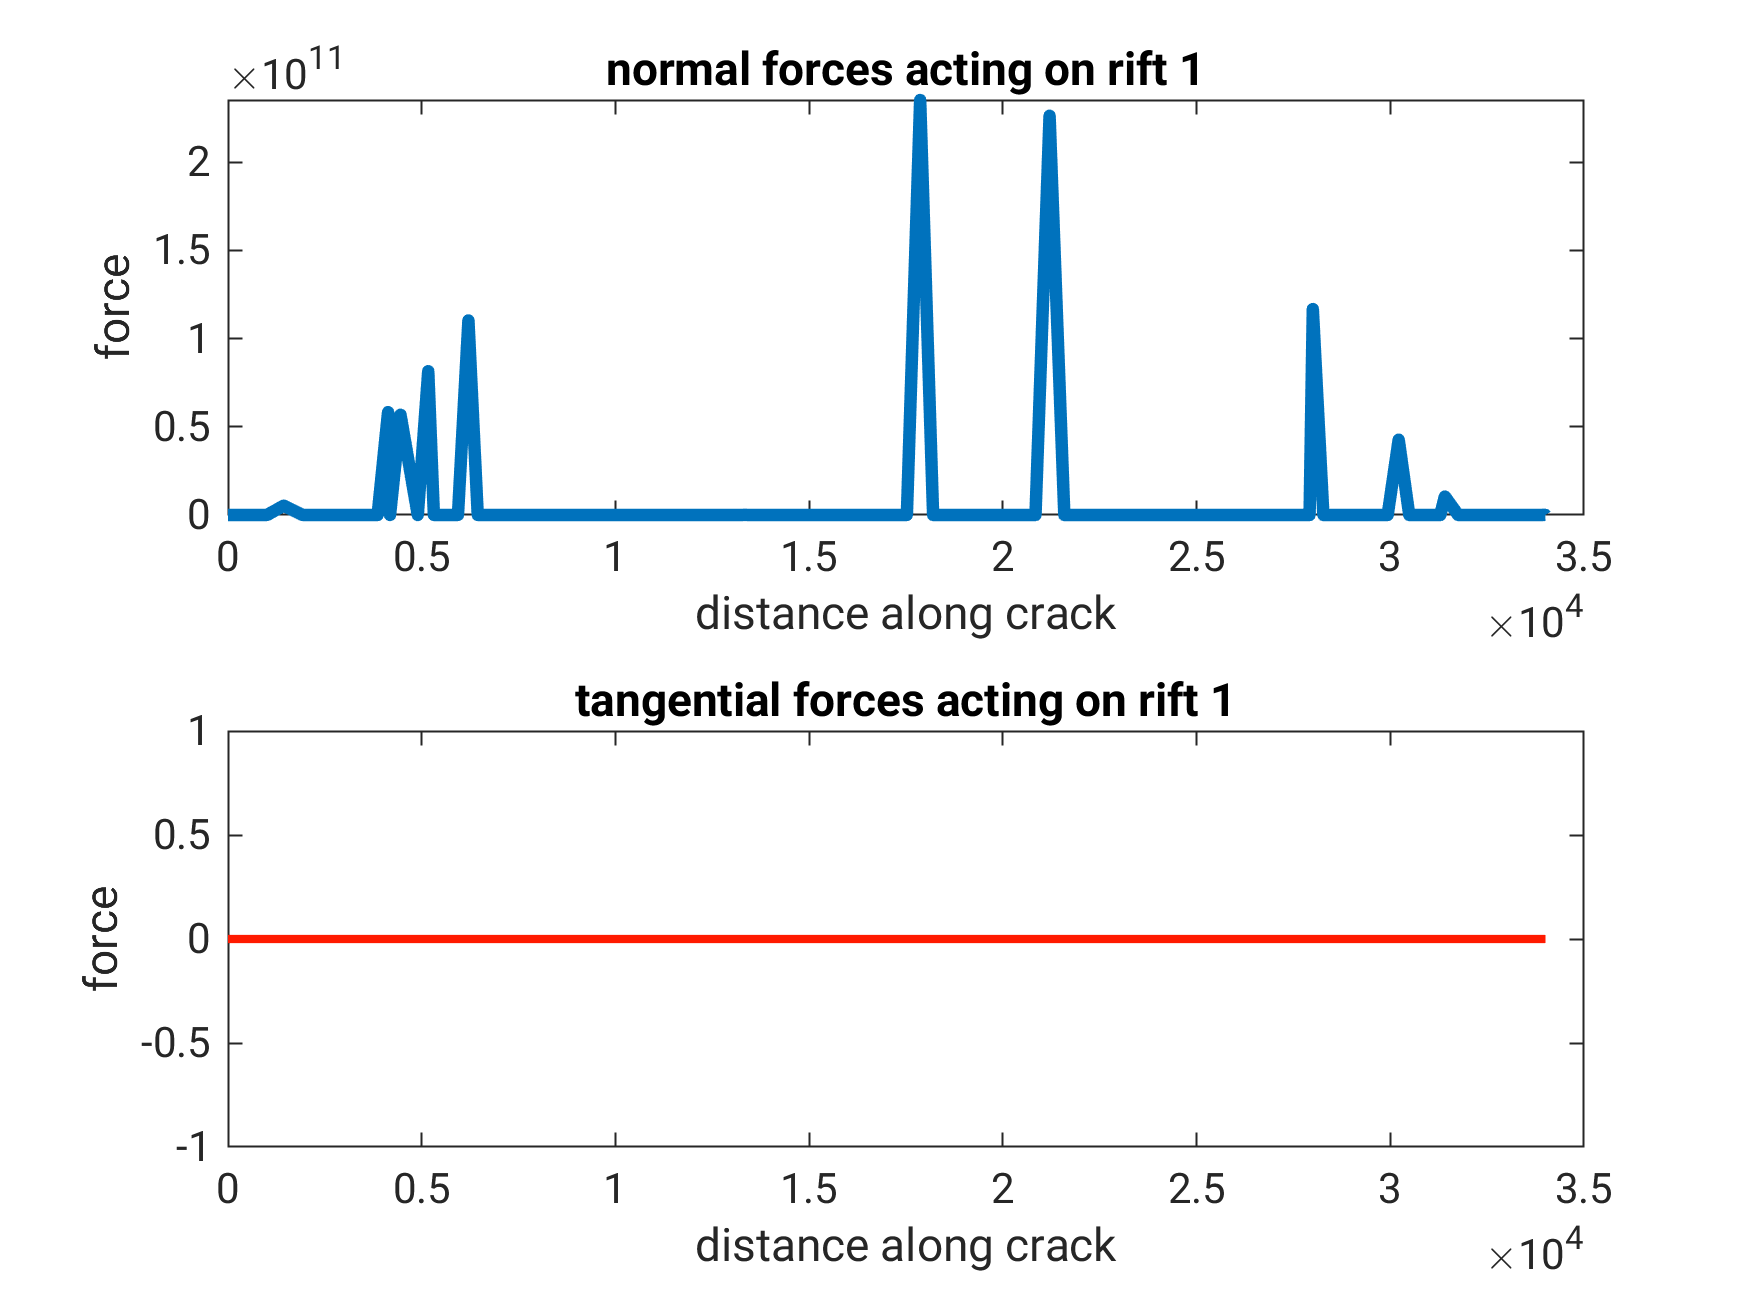 ×10^11
normal forces acting on rift 1
force
2
1.5
1
0.5
0
0 0.5 1 1.5 2 2.5 3 3.5
distance along crack
×10^4
tangential forces acting on rift 1
force
1
0.5
0
-0.5
-1
0 0.5 1 1.5 2 2.5 3 3.5
distance along crack
×10^4